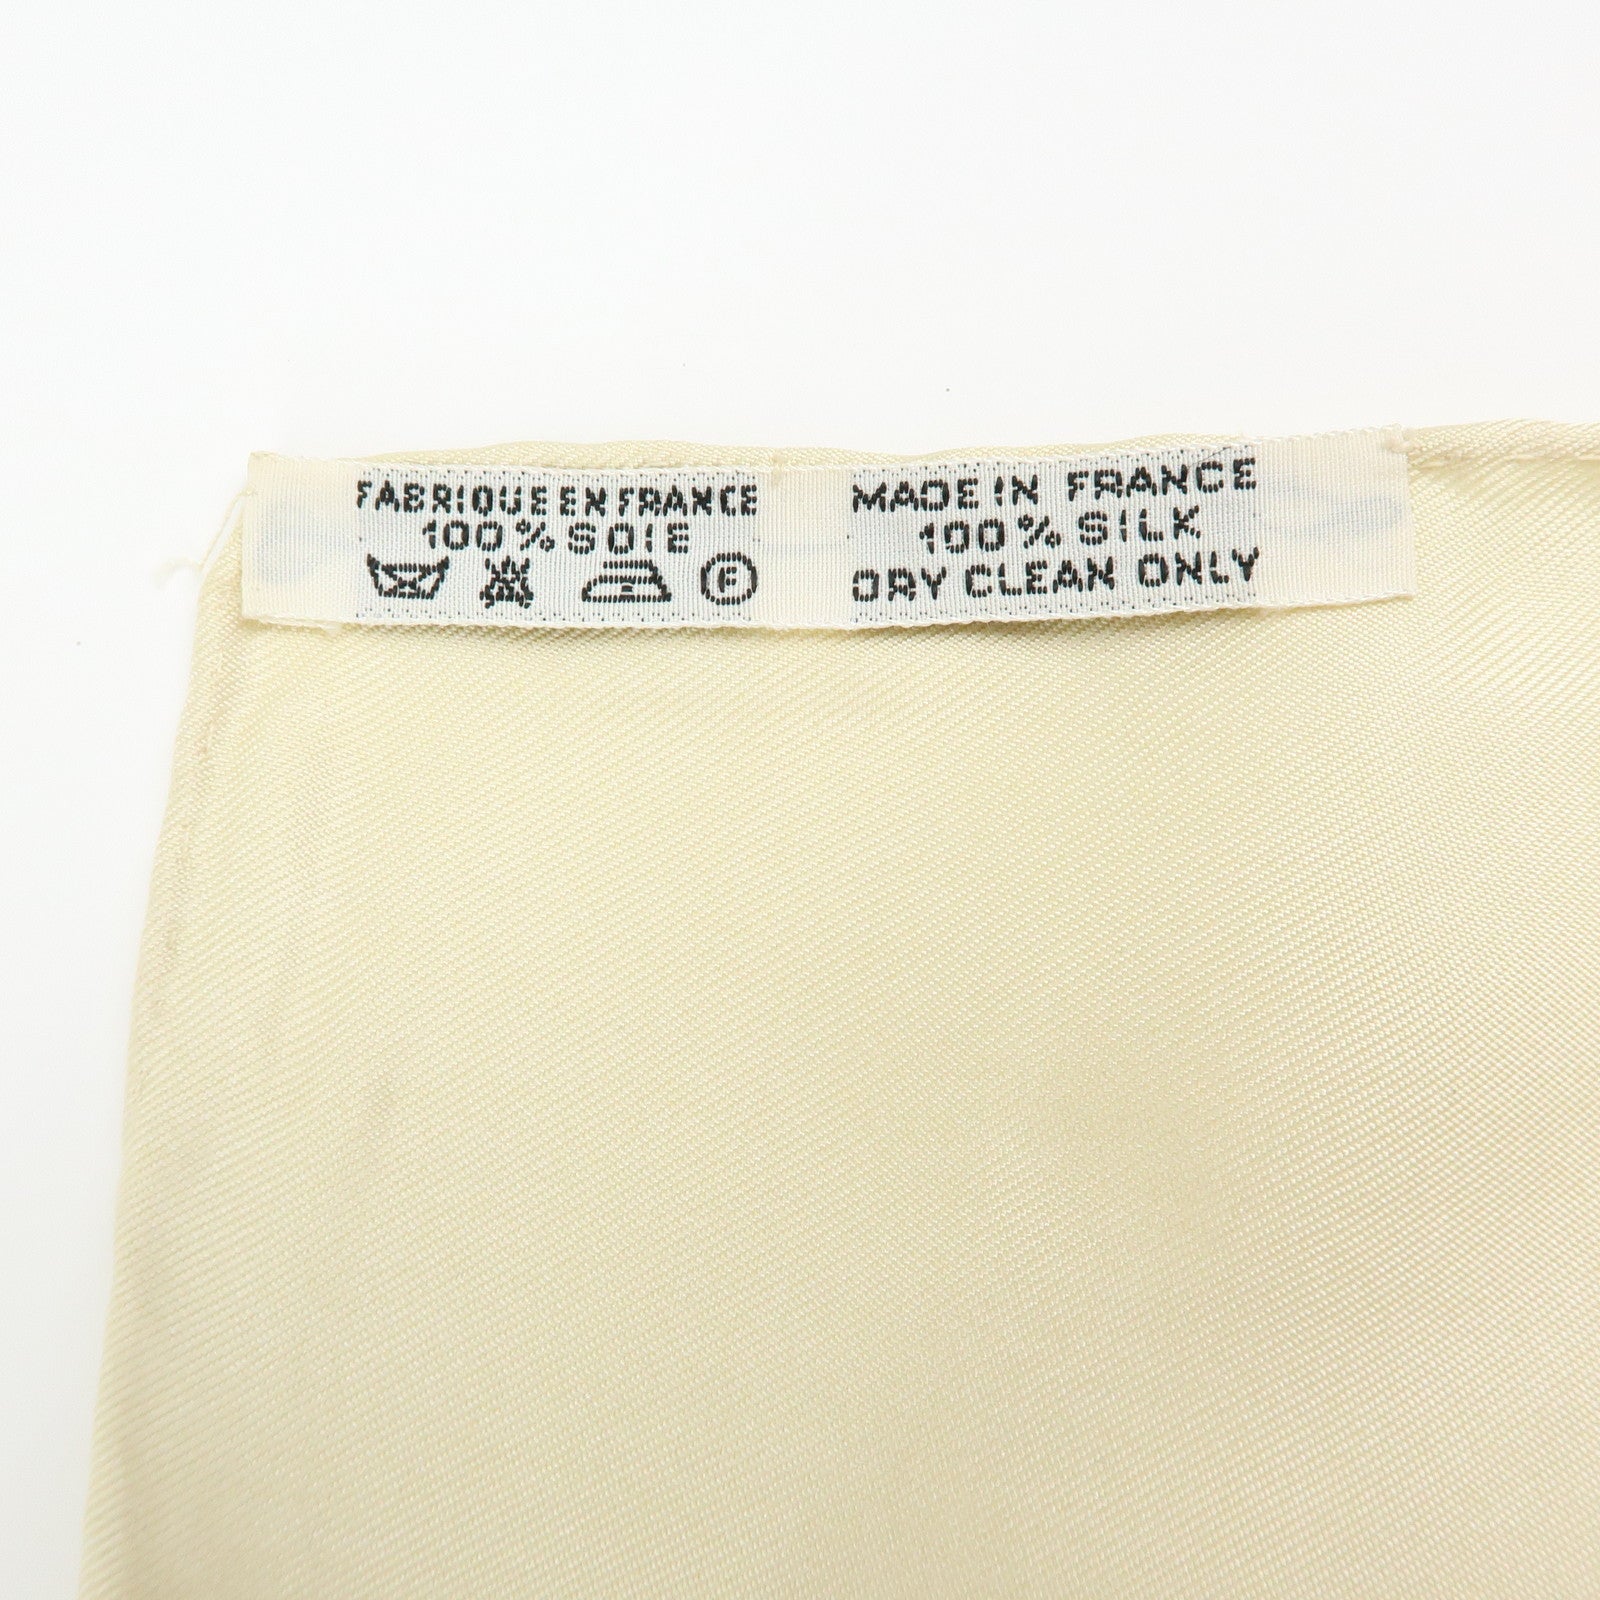 FABRIQUE EN FRANCE
100% SOIE
F
MADE IN FRANCE
100% SILK
DRY CLEAN ONLY